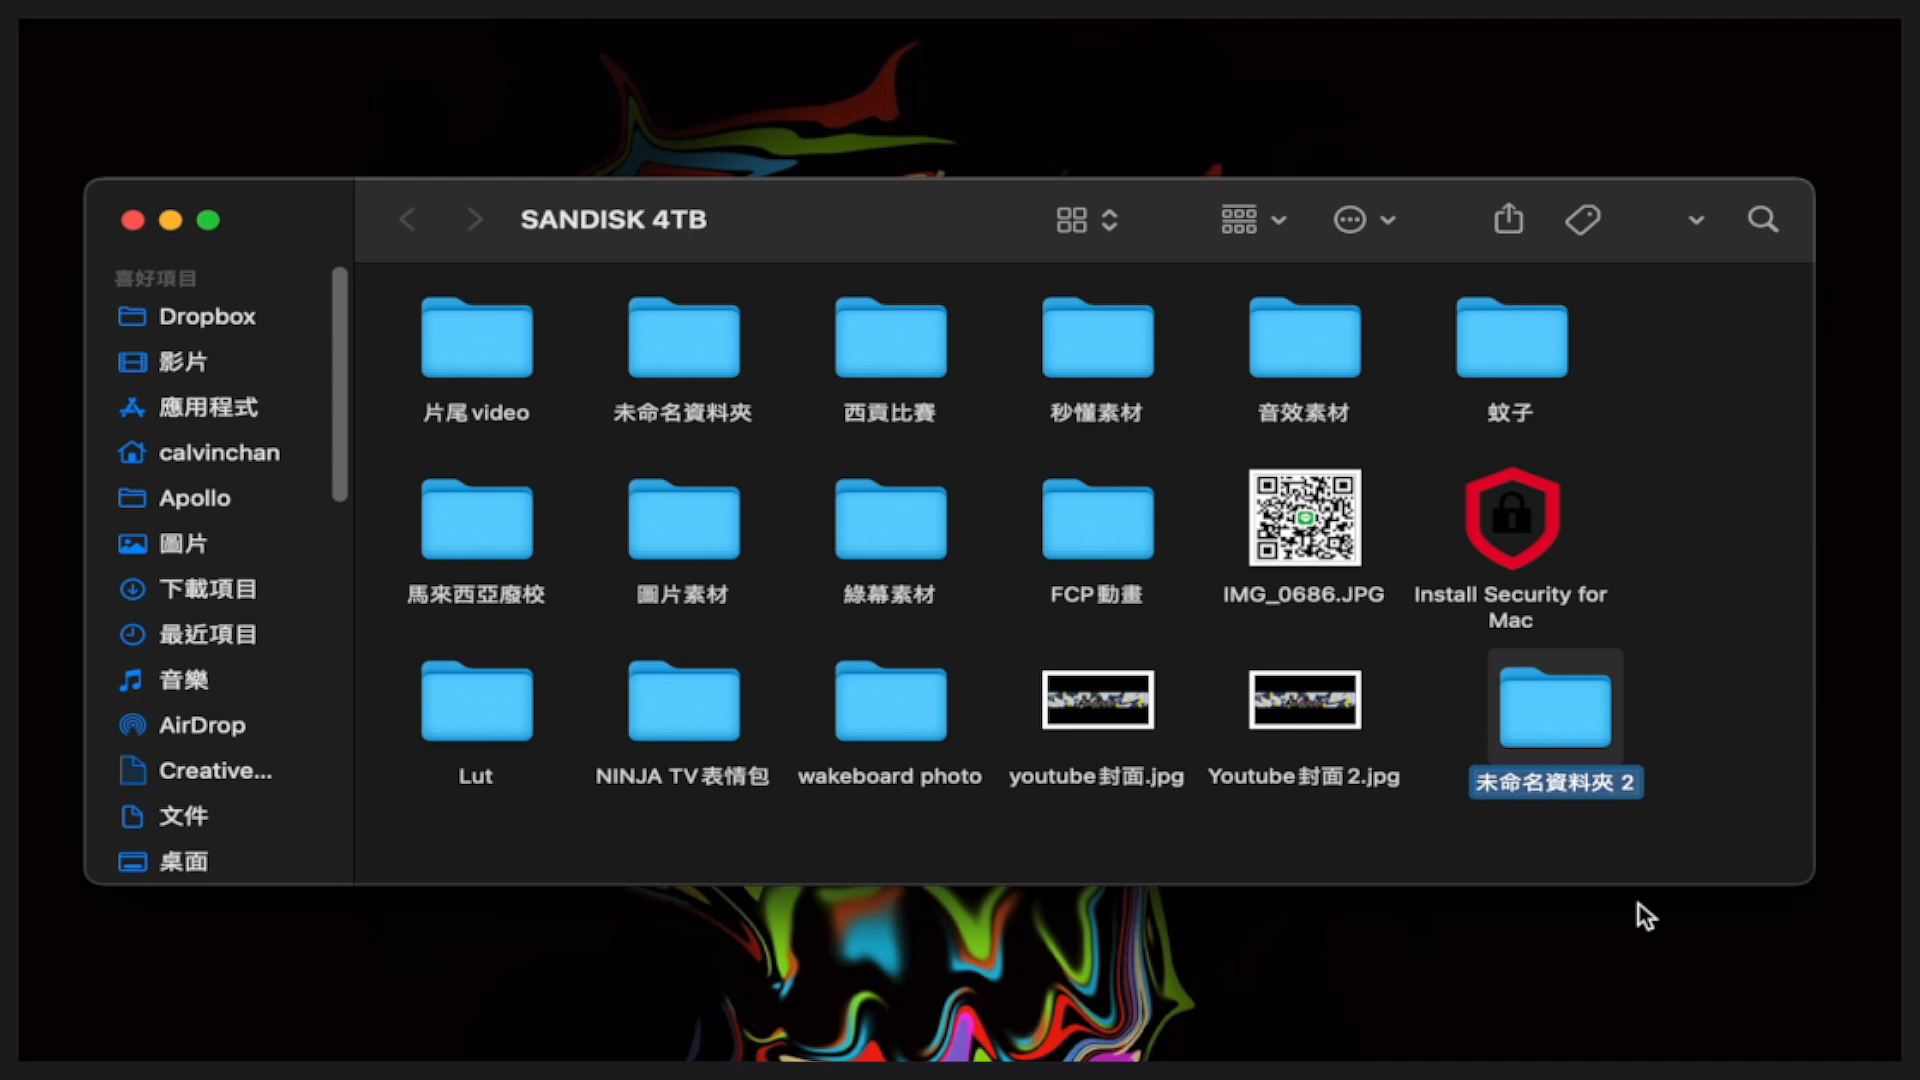 SANDISK 4TB
喜好項目
Dropbox
影片
應用程式
calvinchan
Apollo
圖片
下載項目
最近項目
音樂
AirDrop
Creative...
文件
桌面
片尾video
未命名資料夾
西貢比賽
秒懂素材
音效素材
蚊子
馬來西亞廢校
圖片素材
綠幕素材
FCP動畫
IMG_0686.JPG
Install Security for
Mac
Lut
NINJA TV表情包
wakeboard photo
youtube封面.jpg
Youtube封面2.jpg
未命名資料夾 2